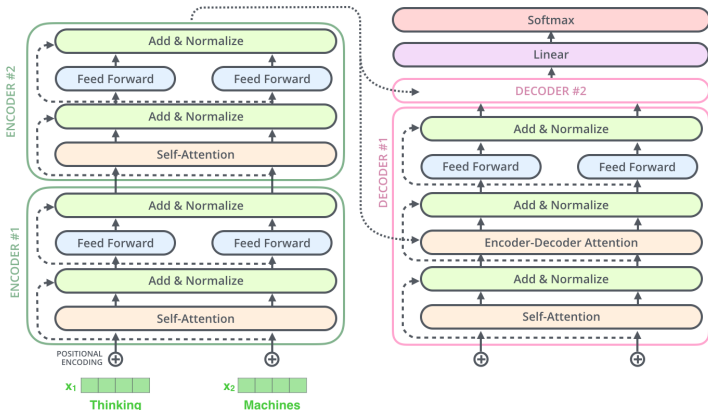 ENCODER #2
Add & Normalize
Feed Forward
Feed Forward
Add & Normalize
Self-Attention
ENCODER #1
Add & Normalize
Feed Forward
Feed Forward
Add & Normalize
Self-Attention
POSITIONAL
ENCODING
x₁
x₂
Thinking
Machines
Softmax
Linear
DECODER #2
DECODER #1
Add & Normalize
Feed Forward
Feed Forward
Add & Normalize
Encoder-Decoder Attention
Add & Normalize
Self-Attention